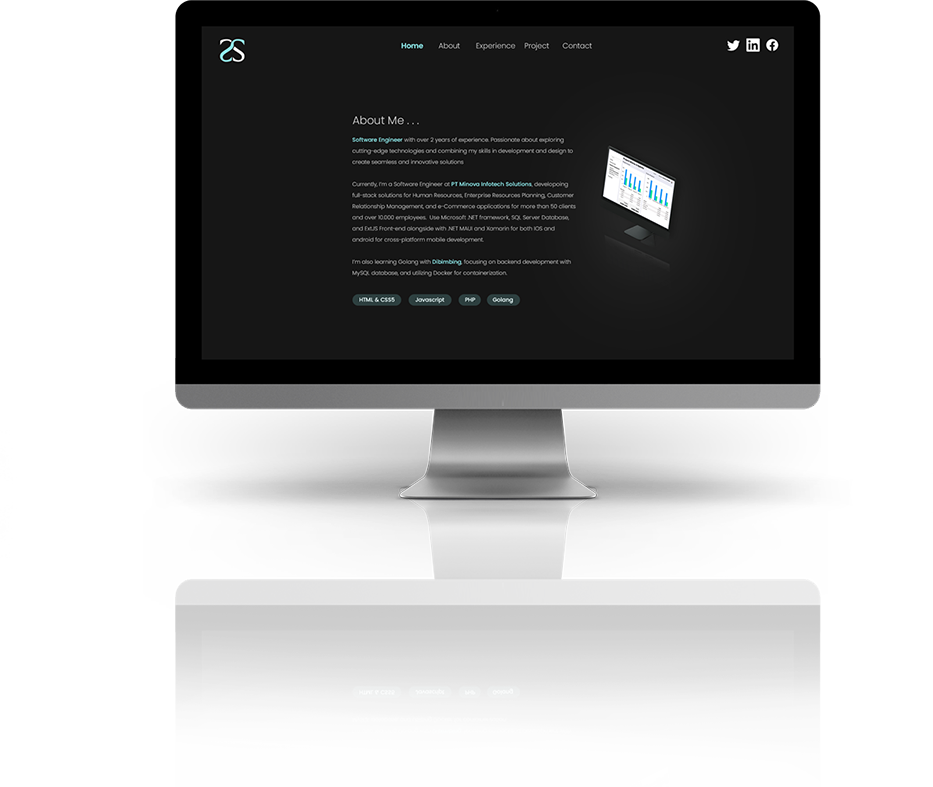 SS
Home About Experience Project Contact
About Me . . .
Software Engineer with over 2 years of experience. Passionate about exploring
cutting-edge technologies and combining my skills in development and design to
create seamless and innovative solutions
Currently, I'm a Software Engineer at PT Minova Infotech Solutions, developoing
full-stack solutions for Human Resources, Enterprise Resources Planning, Customer
Relationship Management, and e-Commerce applications for more than 50 clients
and over 10.000 employees. Use Microsoft .NET framework, SQL Server Database,
and ExtJS Front-end alongside with .NET MAUI and Xamarin for both IOS and
android for cross-platform mobile development.
I'm also learning Golang with Dibimbing, focusing on backend development with
MySQL database, and utilizing Docker for containerization.
HTML & CSS5 Javascript PHP Golang